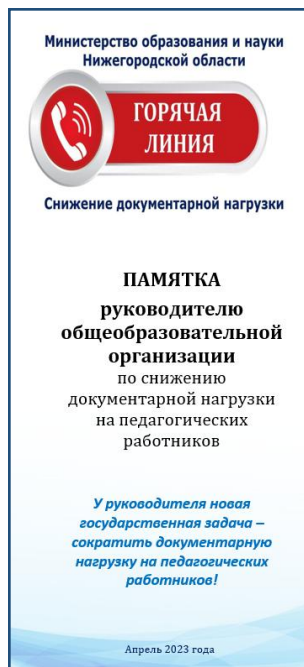 Министерство образования и науки
Нижегородской области
ГОРЯЧАЯ
ЛИНИЯ
Снижение документарной нагрузки
ПАМЯТКА
руководителю
общеобразовательной
организации
по снижению
документарной нагрузки
на педагогических
работников
У руководителя новая
государственная задача –
сократить документарную
нагрузку на педагогических
работников!
Апрель 2023 года